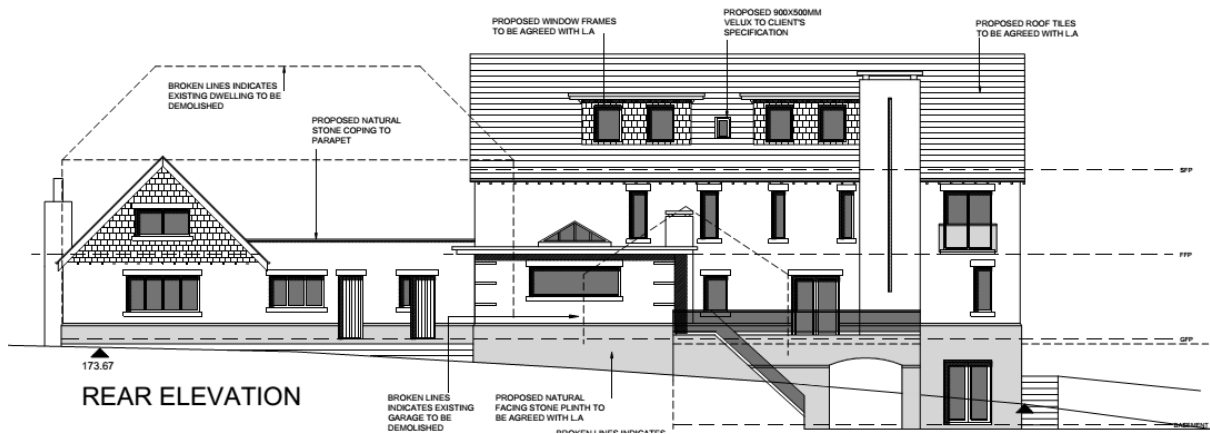 PROPOSED WINDOW FRAMES
TO BE AGREED WITH L.A
PROPOSED 900X500MM
VELUX TO CLIENT'S
SPECIFICATION
PROPOSED ROOF TILES
TO BE AGREED WITH L.A
BROKEN LINES INDICATES
EXISTING DWELLING TO BE
DEMOLISHED
PROPOSED NATURAL
STONE COPING TO
PARAPET
SFP
FFP
GFP
173.67
REAR ELEVATION
BROKEN LINES
INDICATES EXISTING
GARAGE TO BE
DEMOLISHED
PROPOSED NATURAL
FACING STONE PLINTH TO
BE AGREED WITH L.A
BROKEN LINES INDICATES
BASEMENT